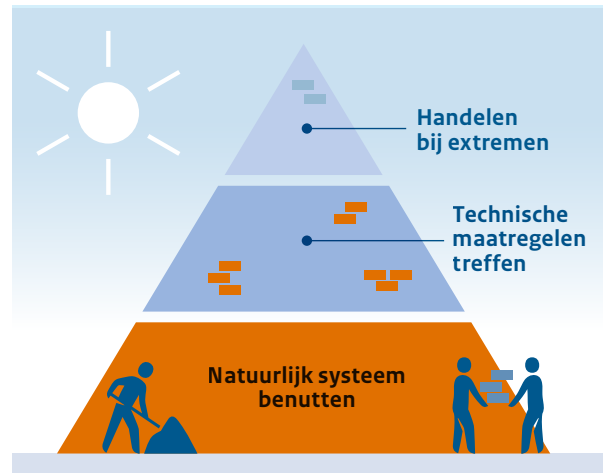 Handelen
bij extremen
Technische
maatregelen
treffen
Natuurlijk systeem
benutten